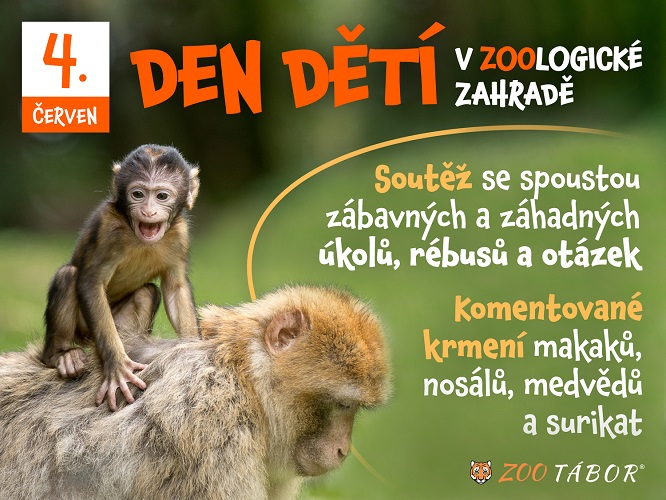 4.
ČERVEN
DEN DĚTÍ
V ZOOLOGICKÉ
ZAHRADĚ
Soutěž se spoustou
zábavných a záhadných
úkolů, rébusů a otázek
Komentované
krmení makaků,
nosálů, medvědů
a surikat
ZOO TÁBOR®